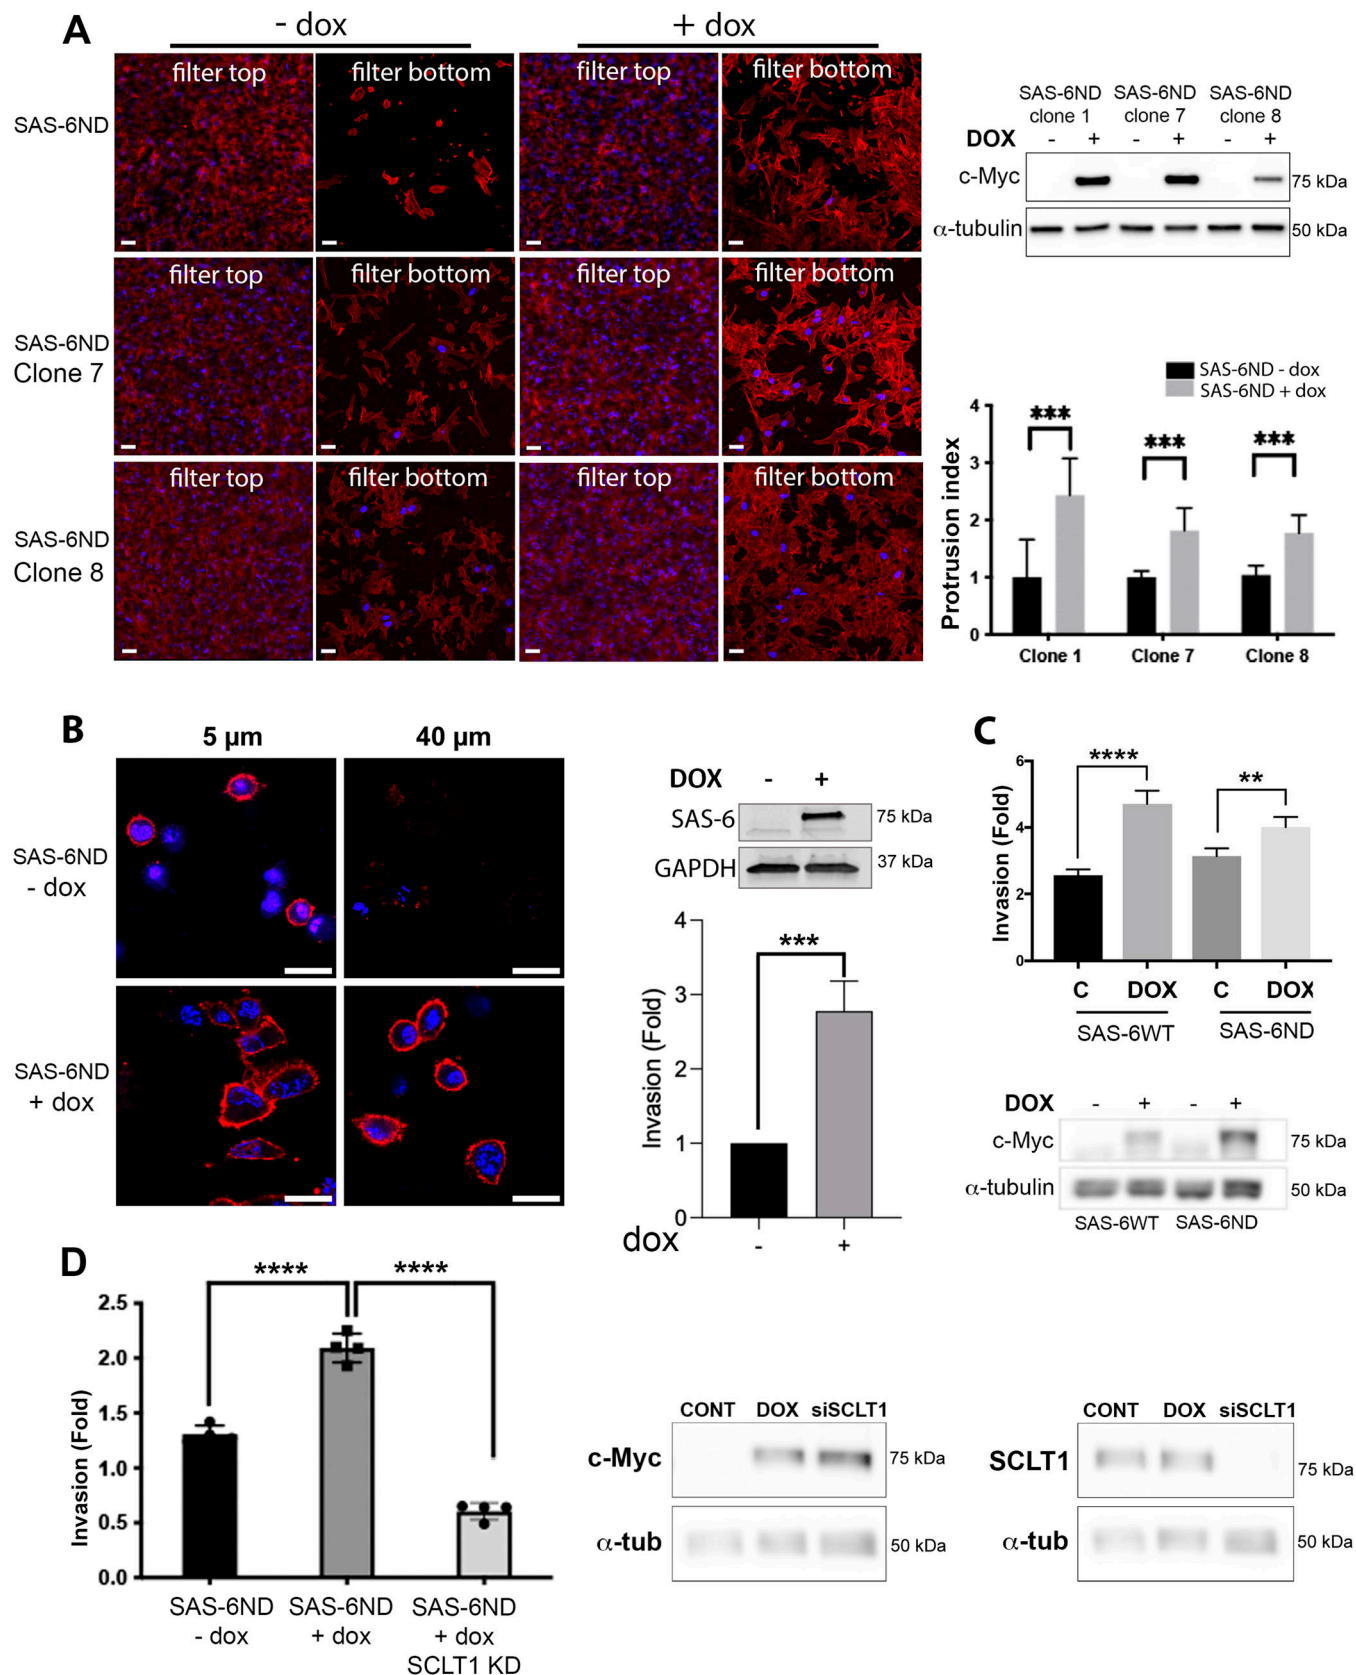 A
- dox
+ dox
filter top
filter bottom
filter top
filter bottom
SAS-6ND
filter top
filter bottom
filter top
filter bottom
SAS-6ND
Clone 7
filter top
filter bottom
filter top
filter bottom
SAS-6ND
Clone 8
SAS-6ND SAS-6ND SAS-6ND
clone 1 clone 7 clone 8
DOX - + - + - +
c-Myc 75 kDa
α-tubulin 50 kDa
SAS-6ND - dox
SAS-6ND + dox
Protrusion index
4
3
2
1
0
*** *** ***
Clone 1 Clone 7 Clone 8
B
5 μm 40 μm
SAS-6ND
- dox
SAS-6ND
+ dox
DOX - +
SAS-6 75 kDa
GAPDH 37 kDa
Invasion (Fold)
4
3
2
1
0
***
dox - +
C
Invasion (Fold)
6
4
2
0
**** **
C DOX C DOX
SAS-6WT SAS-6ND
DOX - + - +
c-Myc 75 kDa
α-tubulin 50 kDa
SAS-6WT SAS-6ND
D
Invasion (Fold)
2.5
2.0
1.5
1.0
0.5
0.0
**** ****
SAS-6ND SAS-6ND SAS-6ND
- dox + dox + dox
SCLT1 KD
CONT DOX siSCLT1
c-Myc 75 kDa
α-tub 50 kDa
CONT DOX siSCLT1
SCLT1 75 kDa
α-tub 50 kDa